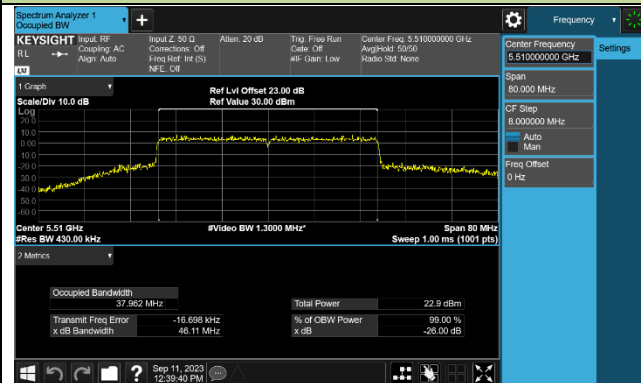 Spectrum Analyzer 1
Occupied BW
Frequency
KEYSIGHT
Input: RF
Input Z: 50 Ω
Atten: 20 dB
Trig: Free Run
Center Freq: 5.510000000 GHz
RL
Coupling: AC
Corrections: Off
Gate: Off
Avg|Hold: 50/50
Align: Auto
Freq Ref: Int (S)
#IF Gain: Low
Radio Std: None
NFE: Off
LXI
Center Frequency
5.510000000 GHz
Settings
Span
80.000 MHz
CF Step
8.000000 MHz
Auto
Man
Freq Offset
0 Hz
1 Graph
Scale/Div 10.0 dB
Ref Lvl Offset 23.00 dB
Ref Value 30.00 dBm
Log
20.0
10.0
0.00
-10.0
-20.0
-30.0
-40.0
-50.0
-60.0
Center 5.51 GHz
#Video BW 1.3000 MHz*
Span 80 MHz
#Res BW 430.00 kHz
Sweep 1.00 ms (1001 pts)
2 Metrics
Occupied Bandwidth
37.962 MHz
Total Power
22.9 dBm
Transmit Freq Error
-16.698 kHz
% of OBW Power
99.00 %
x dB Bandwidth
46.11 MHz
x dB
-26.00 dB
Sep 11, 2023
12:39:40 PM